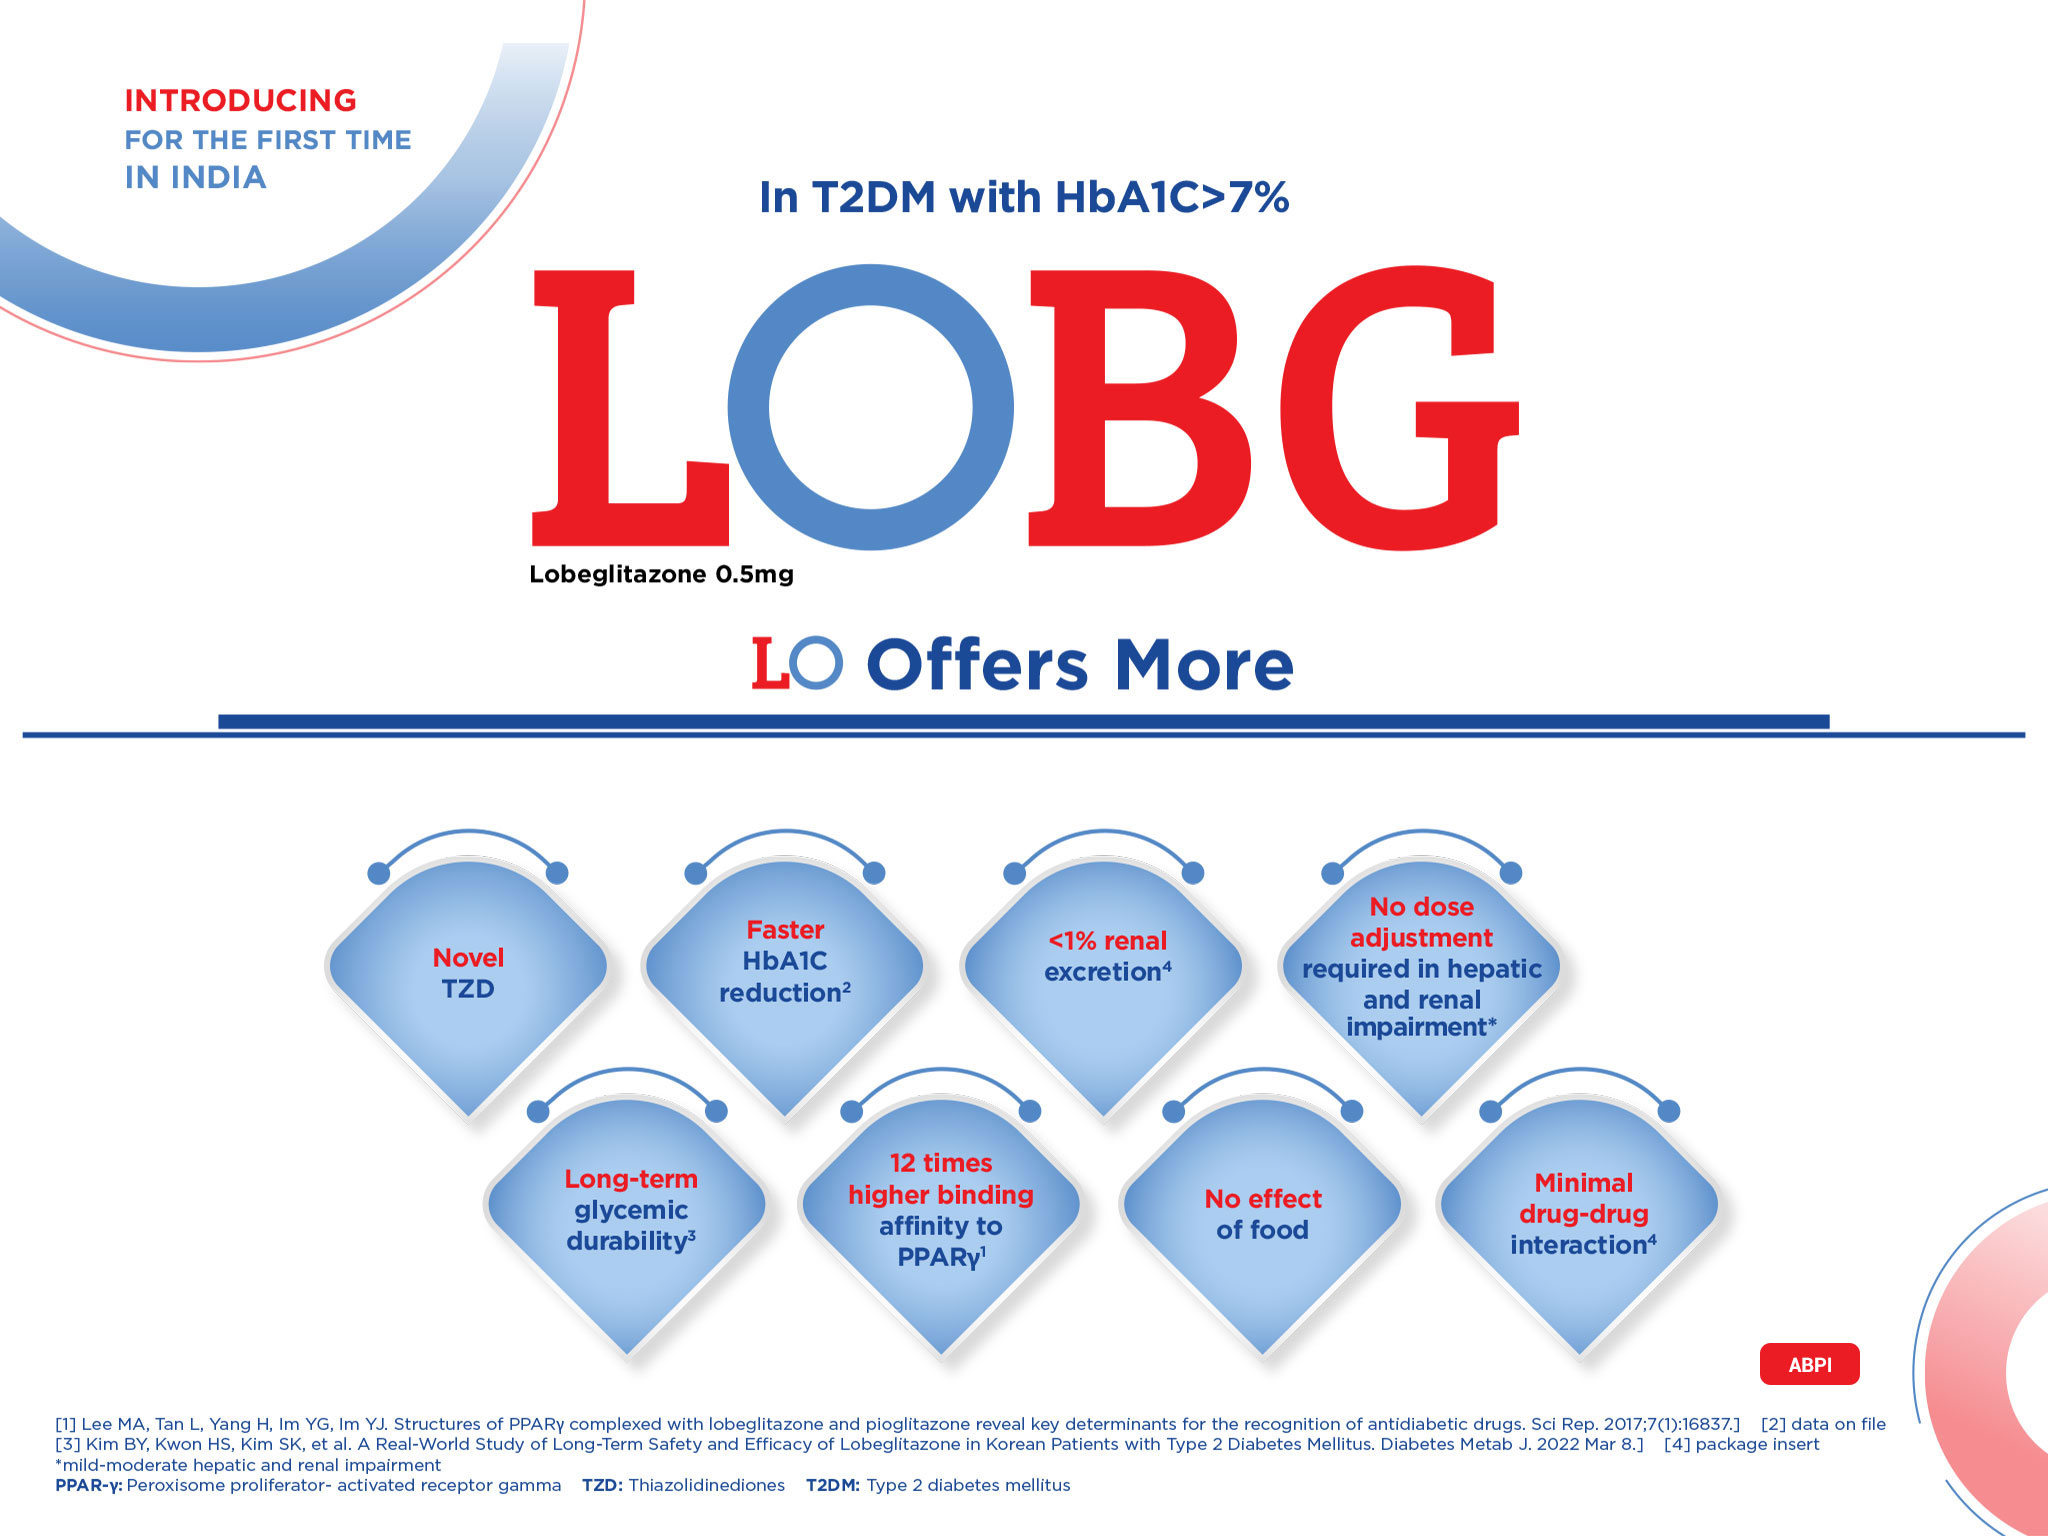 INTRODUCING
FOR THE FIRST TIME
IN INDIA
In T2DM with HbA1C>7%
LOBG
Lobeglitazone 0.5mg
LO Offers More
Novel
TZD
Faster
HbA1C
reduction²
<1% renal
excretion⁴
No dose
adjustment
required in hepatic
and renal
impairment*
Long-term
glycemic
durability³
12 times
higher binding
affinity to
PPARγ¹
No effect
of food
Minimal
drug-drug
interaction⁴
ABPI
[1] Lee MA, Tan L, Yang H, Im YG, Im YJ. Structures of PPARγ complexed with lobeglitazone and pioglitazone reveal key determinants for the recognition of antidiabetic drugs. Sci Rep. 2017;7(1):16837.] [2] data on file
[3] Kim BY, Kwon HS, Kim SK, et al. A Real-World Study of Long-Term Safety and Efficacy of Lobeglitazone in Korean Patients with Type 2 Diabetes Mellitus. Diabetes Metab J. 2022 Mar 8.] [4] package insert
*mild-moderate hepatic and renal impairment
PPAR-γ: Peroxisome proliferator- activated receptor gamma TZD: Thiazolidinediones T2DM: Type 2 diabetes mellitus